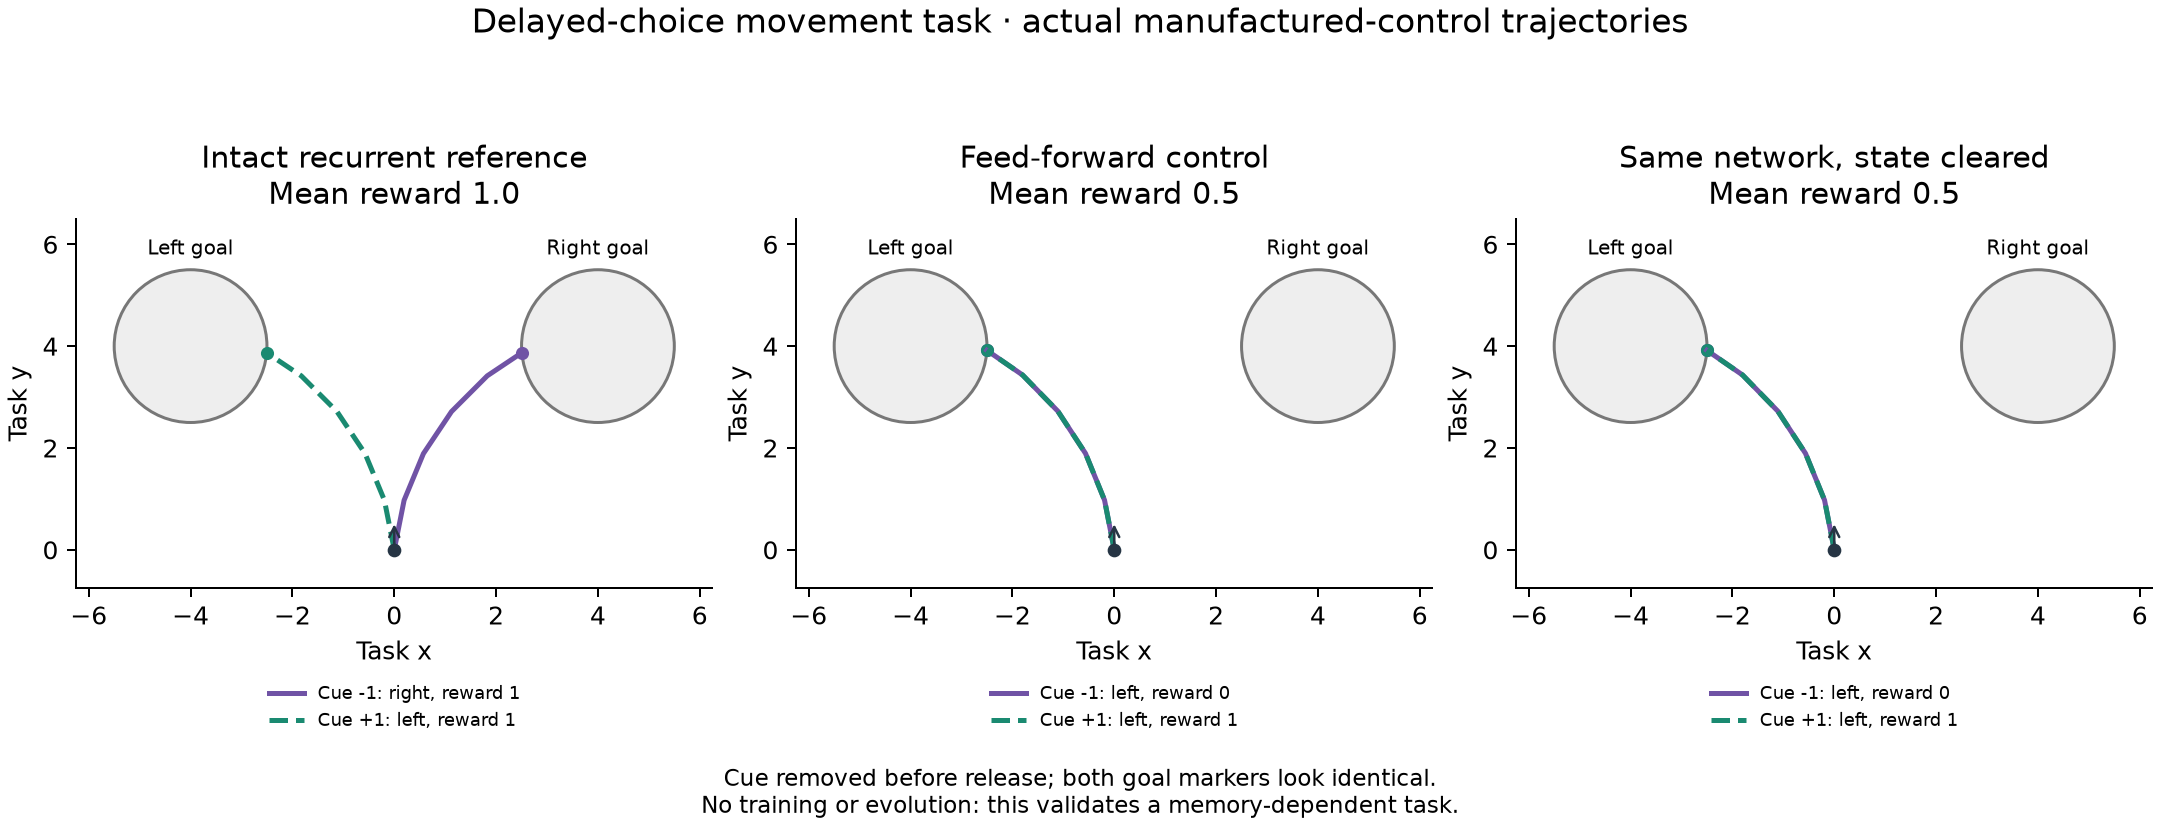 Delayed-choice movement task · actual manufactured-control trajectories
Intact recurrent reference
Mean reward 1.0
Left goal
Right goal
6
4
2
0
Task y
−6
−4
−2
0
2
4
6
Task x
Cue -1: right, reward 1
Cue +1: left, reward 1
Feed-forward control
Mean reward 0.5
Left goal
Right goal
6
4
2
0
Task y
−6
−4
−2
0
2
4
6
Task x
Cue -1: left, reward 0
Cue +1: left, reward 1
Same network, state cleared
Mean reward 0.5
Left goal
Right goal
6
4
2
0
Task y
−6
−4
−2
0
2
4
6
Task x
Cue -1: left, reward 0
Cue +1: left, reward 1
Cue removed before release; both goal markers look identical.
No training or evolution: this validates a memory-dependent task.